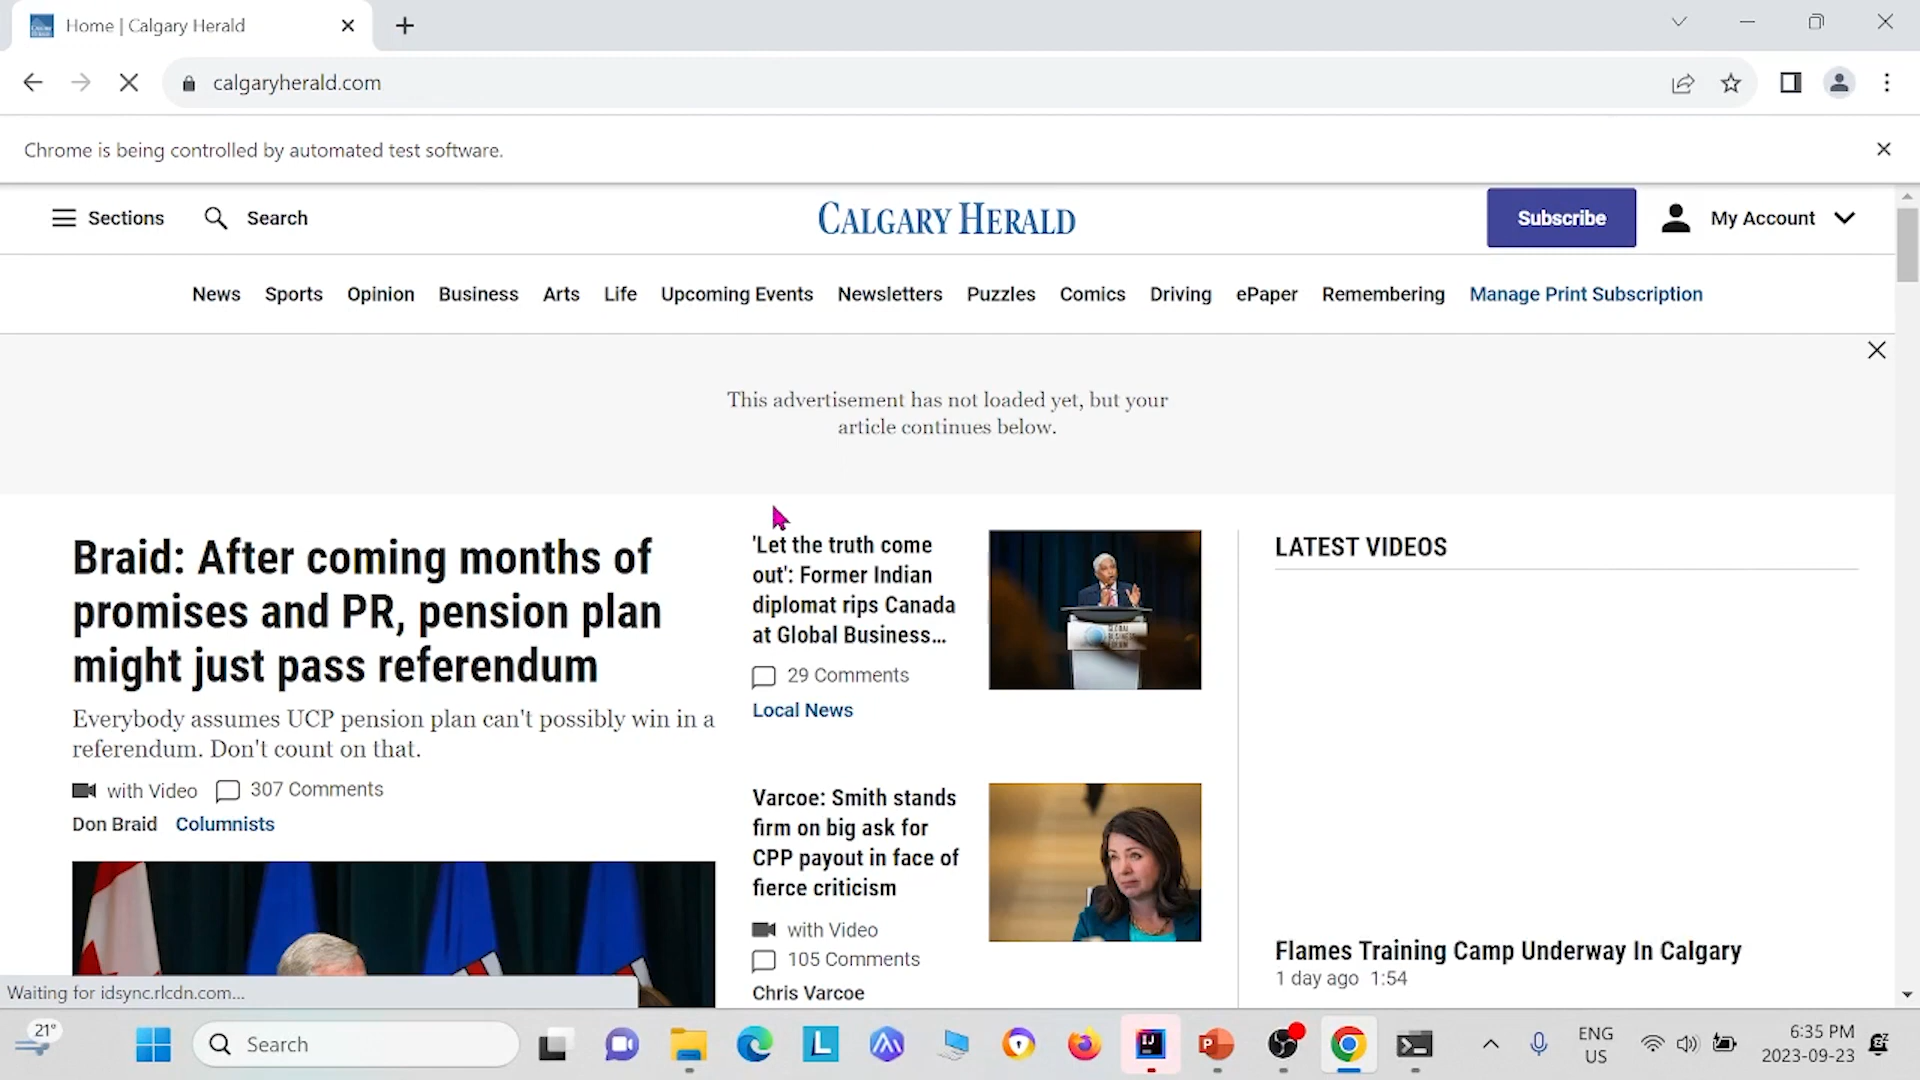 Home | Calgary Herald
calgaryherald.com
Chrome is being controlled by automated test software.
Sections
Search
CALGARY HERALD
Subscribe
My Account
News
Sports
Opinion
Business
Arts
Life
Upcoming Events
Newsletters
Puzzles
Comics
Driving
ePaper
Remembering
Manage Print Subscription
This advertisement has not loaded yet, but your
article continues below.
Braid: After coming months of
promises and PR, pension plan
might just pass referendum
Everybody assumes UCP pension plan can't possibly win in a
referendum. Don't count on that.
with Video
307 Comments
Don Braid
Columnists
'Let the truth come
out': Former Indian
diplomat rips Canada
at Global Business...
29 Comments
Local News
GLOBAL
BUSINESS
FORUM
Varcoe: Smith stands
firm on big ask for
CPP payout in face of
fierce criticism
with Video
105 Comments
Chris Varcoe
LATEST VIDEOS
Flames Training Camp Underway In Calgary
1 day ago 1:54
Waiting for idsync.rlcdn.com...
21°
Search
L
IJ
P
ENG
US
6:35 PM
2023-09-23